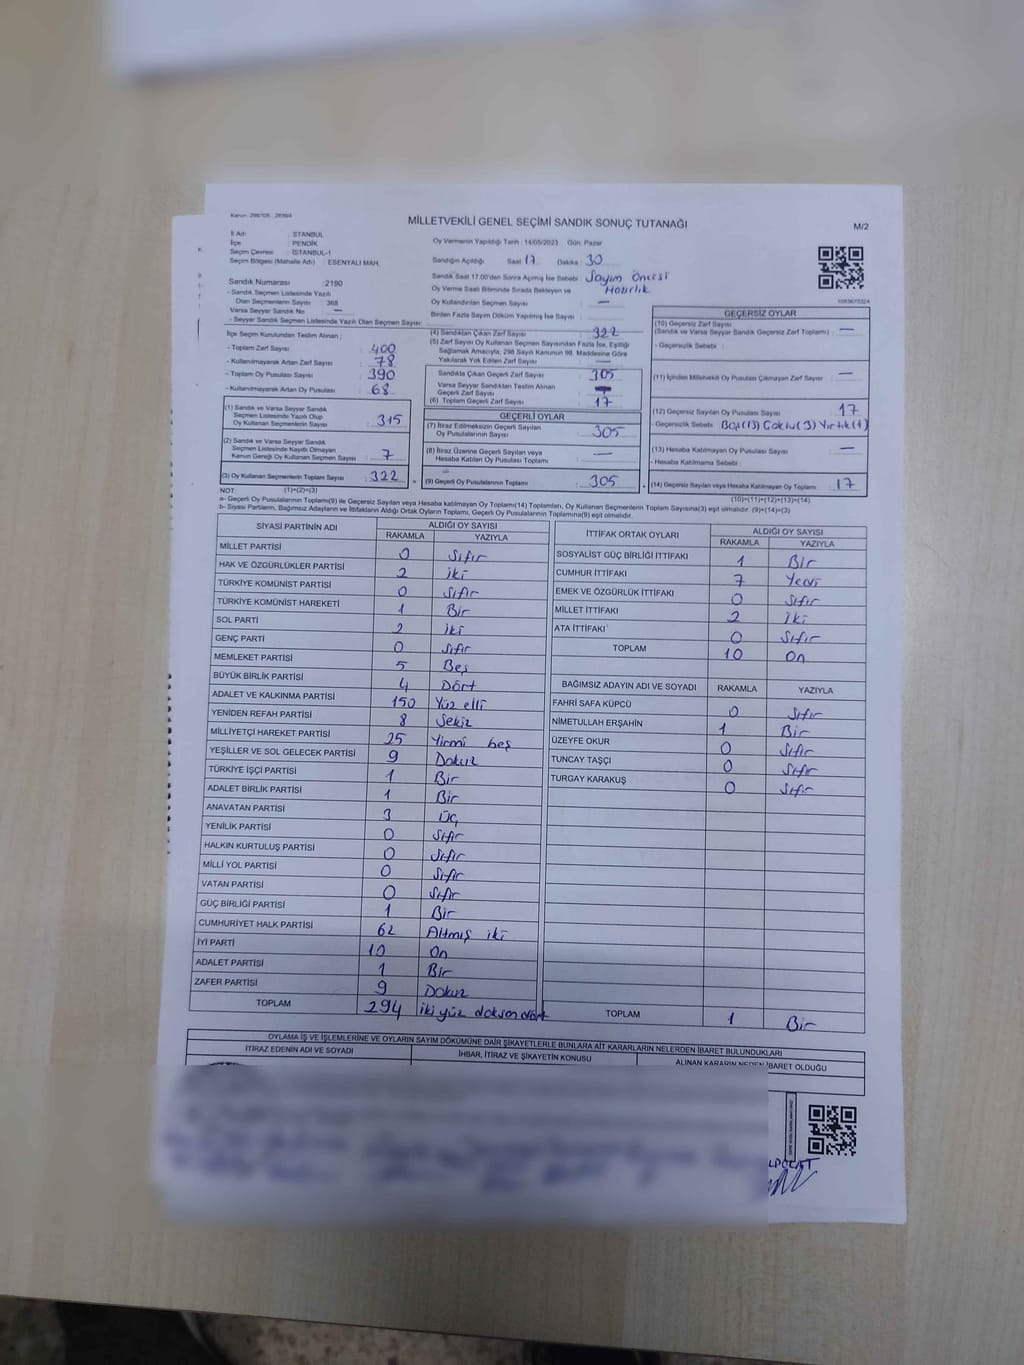 Kanun: 298/105
MİLLETVEKİLİ GENEL SEÇİMİ SANDIK SONUÇ TUTANAĞI
M/2
İl Adı : İSTANBUL
İlçe : PENDİK
Seçim Çevresi : İSTANBUL-1
Seçim Bölgesi (Mahalle Adı) : ESENYALI MAH.
Oy Vermenin Yapıldığı Tarih : 14/05/2023 Gün: Pazar
Sandığın Açıldığı Saat 17 Dakika : 30
Sandık Saat 17:00'den Sonra Açılmış İse Sebebi : Sayım Öncesi Hazırlık
Oy Verme Saati Bitiminde Sırada Bekleyen ve
Oy Kullandırılan Seçmen Sayısı : —
Birden Fazla Sayım Döküm Yapılmış İse Sayısı :
Sandık Numarası : 2190
- Sandık Seçmen Listesinde Yazılı
Olan Seçmenlerin Sayısı : 368
Varsa Seyyar Sandık No : —
- Seyyar Sandık Seçmen Listesinde Yazılı Olan Seçmen Sayısı:
İlçe Seçim Kurulundan Teslim Alınan ;
- Toplam Zarf Sayısı : 400
- Kullanılmayarak Artan Zarf Sayısı : 78
- Toplam Oy Pusulası Sayısı : 390
- Kullanılmayarak Artan Oy Pusulası : 68
(1) Sandık ve Varsa Seyyar Sandık
Seçmen Listesinde Yazılı Olup
Oy Kullanan Seçmenlerin Sayısı : 315
(2) Sandık ve Varsa Seyyar Sandık
Seçmen Listesinde Kayıtlı Olmayan
Kanun Gereği Oy Kullanan Seçmen Sayısı : 7
(3) Oy Kullanan Seçmenlerin Toplam Sayısı : 322
(1)+(2)=(3)
(4) Sandıktan Çıkan Zarf Sayısı : 322
(5) Zarf Sayısı Oy Kullanan Seçmen Sayısından Fazla İse, Eşitliği
Sağlamak Amacıyla, 298 Sayılı Kanunun 98. Maddesine Göre
Yakılarak Yok Edilen Zarf Sayısı : —
Sandıkta Çıkan Geçerli Zarf Sayısı : 305
Varsa Seyyar Sandıktan Teslim Alınan
Geçerli Zarf Sayısı :
(6) Toplam Geçerli Zarf Sayısı : 17
GEÇERLİ OYLAR
(7) İtiraz Edilmeksizin Geçerli Sayılan
Oy Pusulalarının Sayısı : 305
(8) İtiraz Üzerine Geçerli Sayılan veya
Hesaba Katılan Oy Pusulası Toplamı : —
(9) Geçerli Oy Pusulalarının Toplamı : 305
GEÇERSİZ OYLAR
(10) Geçersiz Zarf Sayısı
(Sandık ve Varsa Seyyar Sandık Geçersiz Zarf Toplamı) : —
- Geçersizlik Sebebi :
(11) İçinden Milletvekili Oy Pusulası Çıkmayan Zarf Sayısı : —
(12) Geçersiz Sayılan Oy Pusulası Sayısı : 17
- Geçersizlik Sebebi : Boş(13) Çoklu(3) Yırtık(1)
(13) Hesaba Katılmayan Oy Pusulası Sayısı : —
- Hesaba Katılmama Sebebi :
(14) Geçersiz Sayılan veya Hesaba Katılmayan Oy Toplamı : 17
(10)+(11)+(12)+(13)=(14)
NOT:
a- Geçerli Oy Pusulalarının Toplamı(9) ile Geçersiz Sayılan veya Hesaba katılmayan Oy Toplamı(14) Toplamları, Oy Kullanan Seçmenlerin Toplam Sayısına(3) eşit olmalıdır. (9)+(14)=(3)
b- Siyasi Partilerin, Bağımsız Adayların ve İttifakların Aldığı Ortak Oyların Toplamı, Geçerli Oy Pusulalarının Toplamına(9) eşit olmalıdır.
SİYASİ PARTİNİN ADI ALDIĞI OY SAYISI
RAKAMLA YAZIYLA
MİLLET PARTİSİ 0 Sıfır
HAK VE ÖZGÜRLÜKLER PARTİSİ 2 iki
TÜRKİYE KOMÜNİST PARTİSİ 0 Sıfır
TÜRKİYE KOMÜNİST HAREKETİ 1 Bir
SOL PARTİ 2 iki
GENÇ PARTİ 0 Sıfır
MEMLEKET PARTİSİ 5 Beş
BÜYÜK BİRLİK PARTİSİ 4 Dört
ADALET VE KALKINMA PARTİSİ 150 Yüz elli
YENİDEN REFAH PARTİSİ 8 Sekiz
MİLLİYETÇİ HAREKET PARTİSİ 25 Yirmi beş
YEŞİLLER VE SOL GELECEK PARTİSİ 9 Dokuz
TÜRKİYE İŞÇİ PARTİSİ 1 Bir
ADALET BİRLİK PARTİSİ 1 Bir
ANAVATAN PARTİSİ 3 Üç
YENİLİK PARTİSİ 0 Sıfır
HALKIN KURTULUŞ PARTİSİ 0 Sıfır
MİLLİ YOL PARTİSİ 0 Sıfır
VATAN PARTİSİ 0 Sıfır
GÜÇ BİRLİĞİ PARTİSİ 1 Bir
CUMHURİYET HALK PARTİSİ 62 Altmış iki
İYİ PARTİ 10 On
ADALET PARTİSİ 1 Bir
ZAFER PARTİSİ 9 Dokuz
TOPLAM 294 iki yüz doksan dört
İTTİFAK ORTAK OYLARI ALDIĞI OY SAYISI
RAKAMLA YAZIYLA
SOSYALİST GÜÇ BİRLİĞİ İTTİFAKI 1 Bir
CUMHUR İTTİFAKI 7 Yedi
EMEK VE ÖZGÜRLÜK İTTİFAKI 0 Sıfır
MİLLET İTTİFAKI 2 iki
ATA İTTİFAKI 0 Sıfır
TOPLAM 10 On
BAĞIMSIZ ADAYIN ADI VE SOYADI RAKAMLA YAZIYLA
FAHRİ SAFA KÜPCÜ 0 Sıfır
NİMETULLAH ERŞAHİN 1 Bir
ÜZEYFE OKUR 0 Sıfır
TUNCAY TAŞÇI 0 Sıfır
TURGAY KARAKUŞ 0 Sıfır
TOPLAM 1 Bir
OYLAMA İŞ VE İŞLEMLERİNE VE OYLARIN SAYIM DÖKÜMÜNE DAİR ŞİKAYETLERLE BUNLARA AİT KARARLARIN NELERDEN İBARET BULUNDUKLARI
İTİRAZ EDENİN ADI VE SOYADI İHBAR, İTİRAZ VE ŞİKAYETİN KONUSU ALINAN KARARIN NEDEN İBARET OLDUĞU